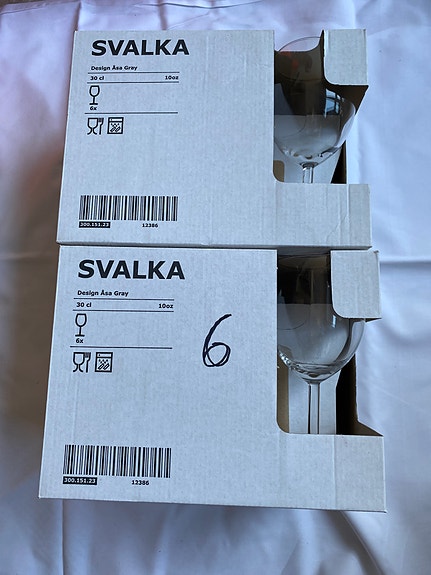 SVALKA
Design Åsa Gray
30 cl 10oz
6x
300.151.23 12386
SVALKA
Design Åsa Gray
30 cl 10oz
6x
6
300.151.23 12386